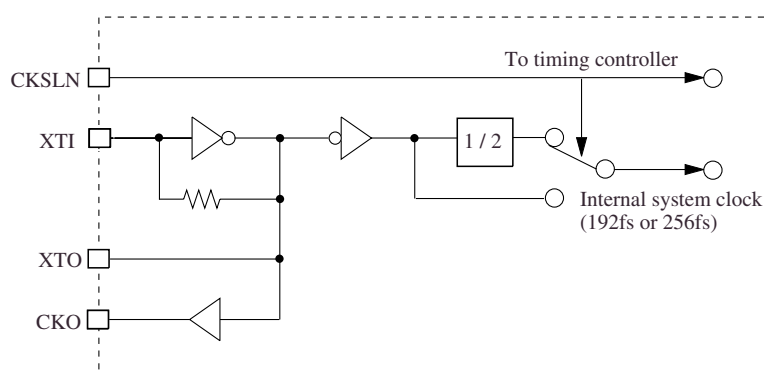 To timing controller
CKSLN
XTI
1 / 2
Internal system clock
(192fs or 256fs)
XTO
CKO